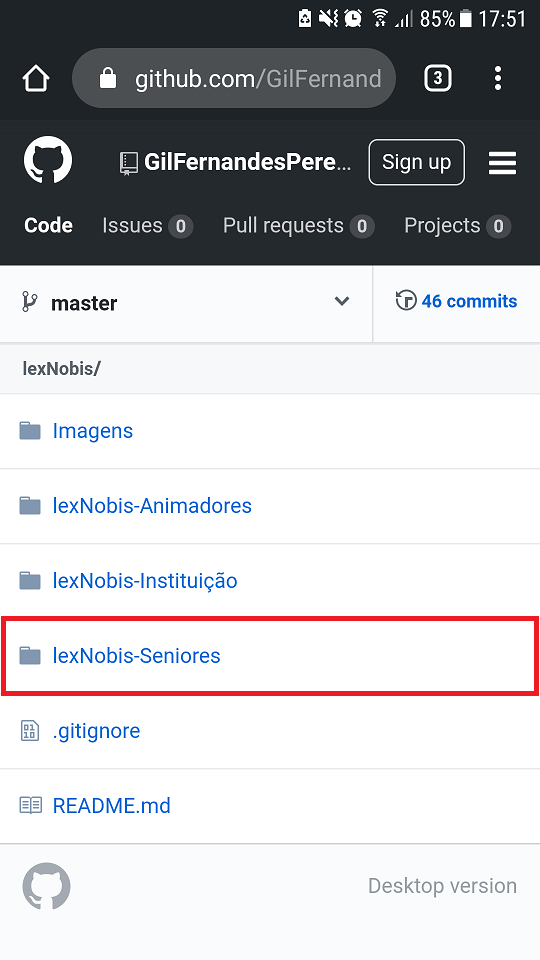 85% 17:51
github.com/GilFernand 3
GilFernandesPere... Sign up
Code Issues 0 Pull requests 0 Projects 0
master 46 commits
lexNobis/
Imagens
lexNobis-Animadores
lexNobis-Instituição
lexNobis-Seniores
.gitignore
README.md
Desktop version